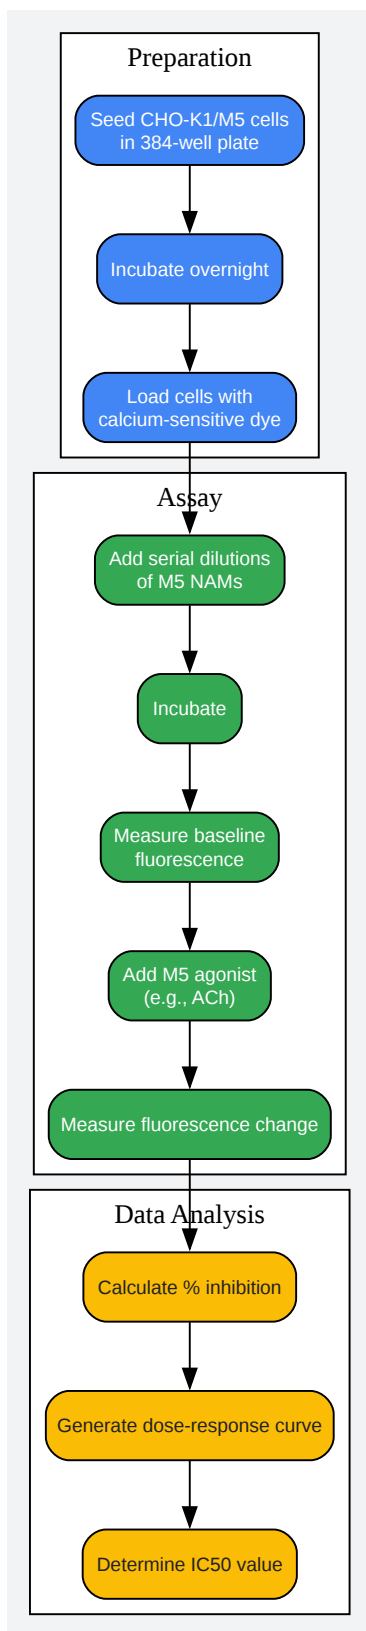 Preparation
Seed CHO-K1/M5 cells
in 384-well plate
Incubate overnight
Load cells with
calcium-sensitive dye
Assay
Add serial dilutions
of M5 NAMs
Incubate
Measure baseline
fluorescence
Add M5 agonist
(e.g., ACh)
Measure fluorescence change
Data Analysis
Calculate % inhibition
Generate dose-response curve
Determine IC50 value